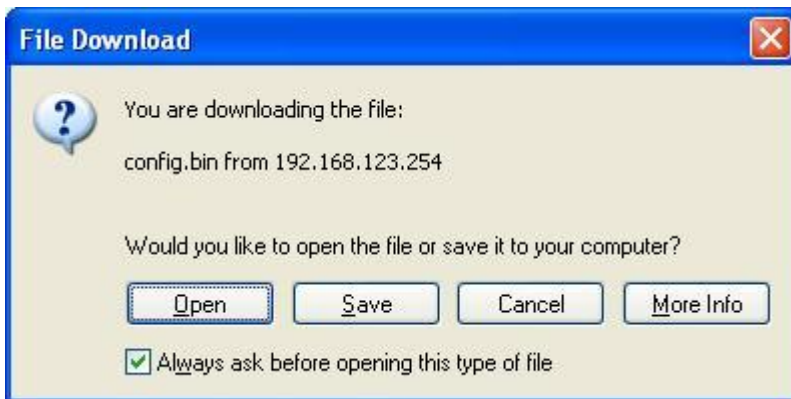 File Download
You are downloading the file:
config.bin from 192.168.123.254
Would you like to open the file or save it to your computer?
Open Save Cancel More Info
Always ask before opening this type of file